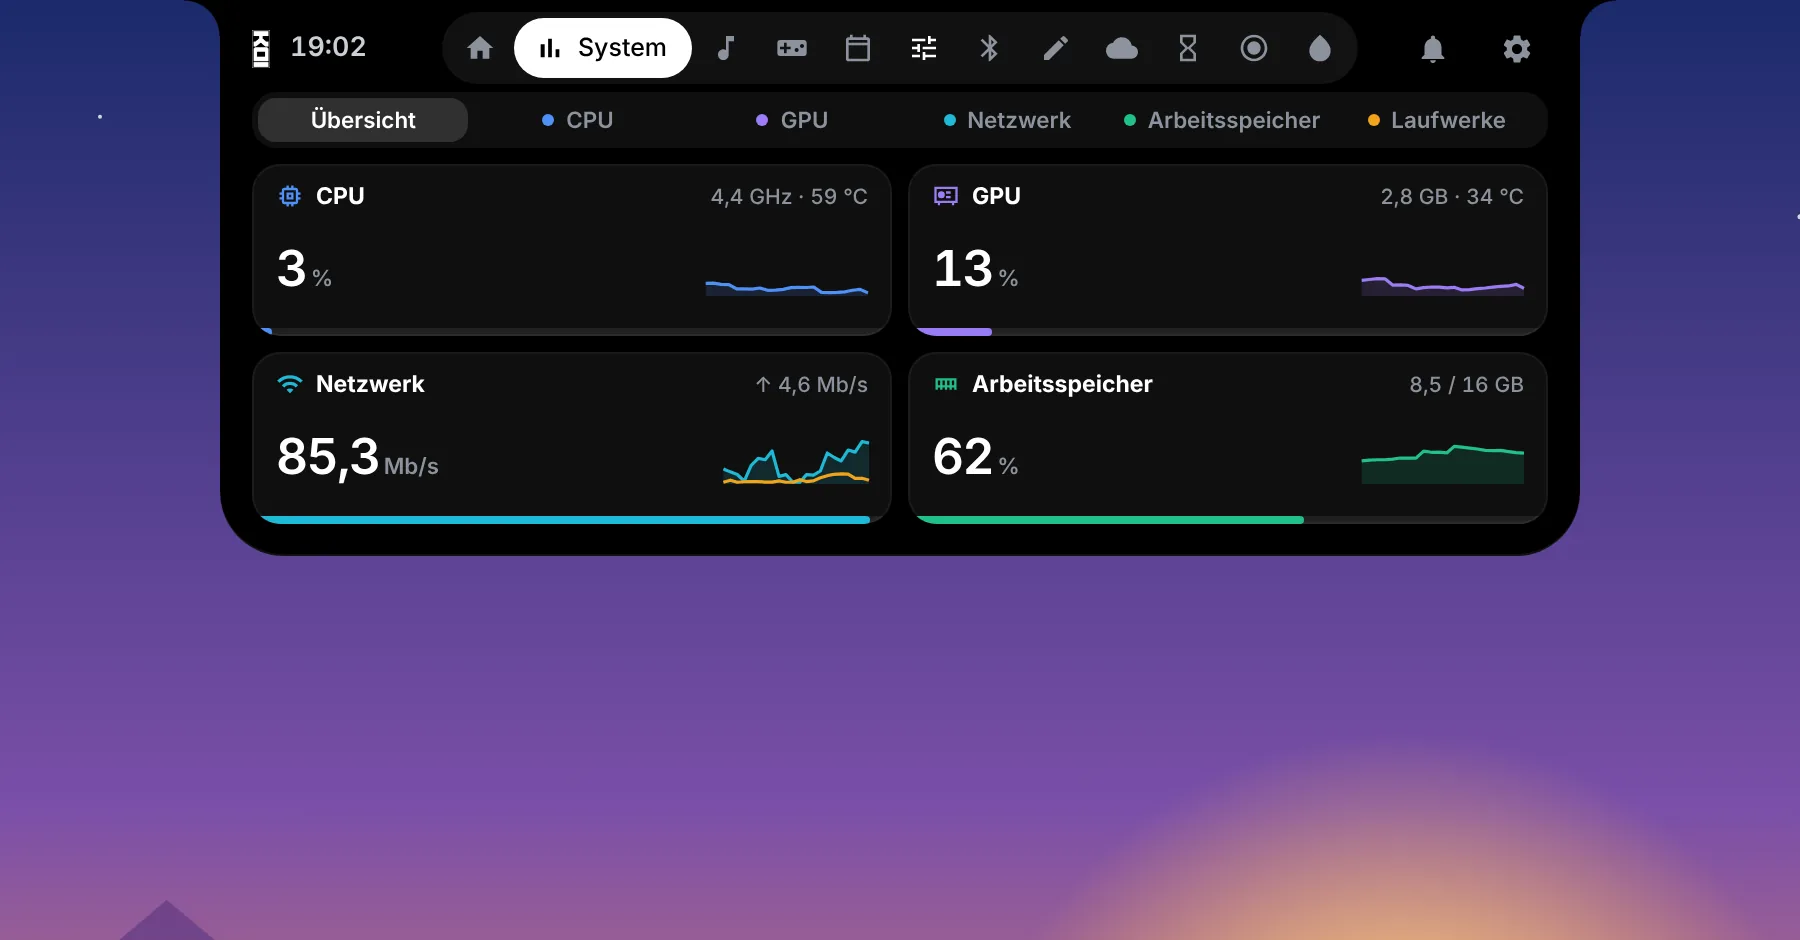 19:02
System
Übersicht
CPU
GPU
Netzwerk
Arbeitsspeicher
Laufwerke
CPU
4,4 GHz · 59 °C
3 %
GPU
2,8 GB · 34 °C
13 %
Netzwerk
↑ 4,6 Mb/s
85,3 Mb/s
Arbeitsspeicher
8,5 / 16 GB
62 %